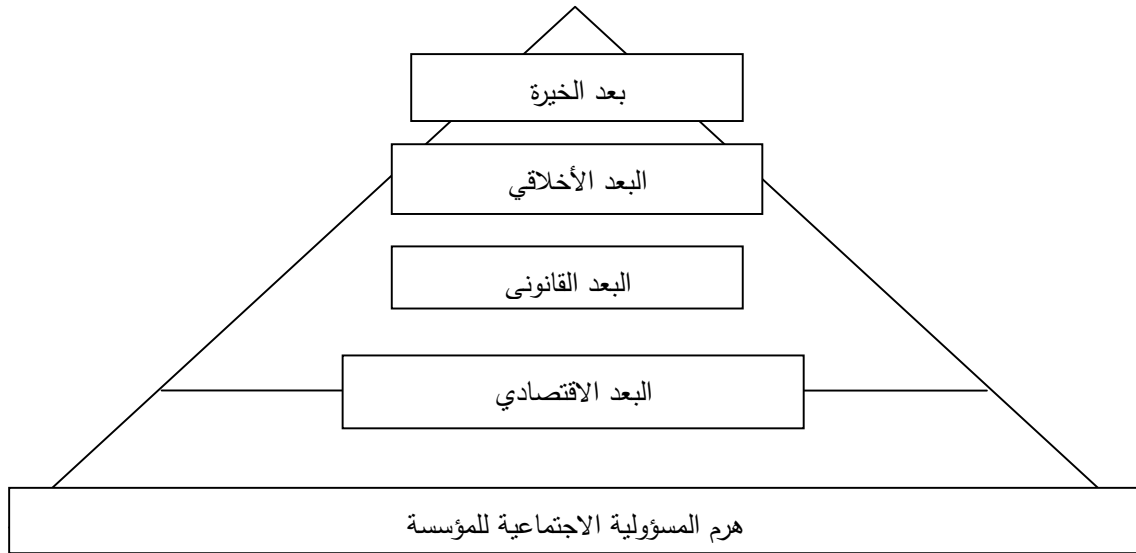 بعد الخيرة
البعد الأخلاقي
البعد القانونى
البعد الاقتصادي
هرم المسؤولية الاجتماعية للمؤسسة